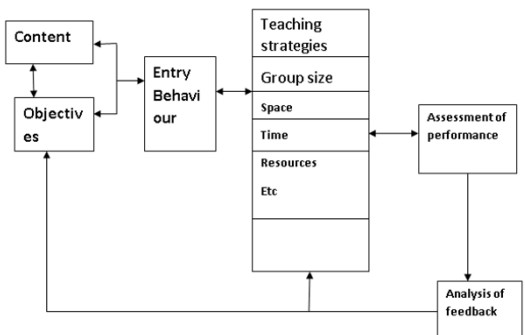 Content
Objectiv
es
Entry
Behavi
our
Teaching
strategies
Group size
Space
Time
Resources
Etc
Assessment of
performance
Analysis of
feedback